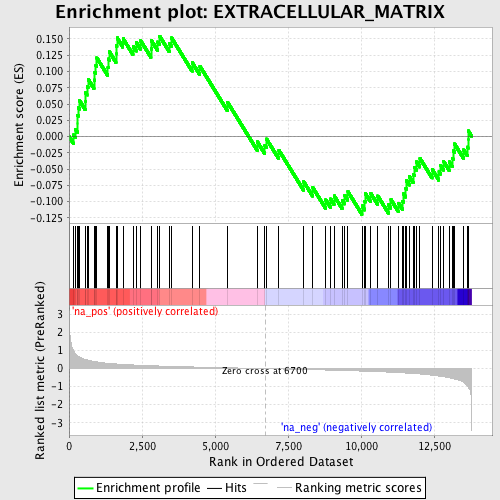 Enrichment plot: EXTRACELLULAR_MATRIX
Enrichment score (ES)
0.150
0.125
0.100
0.075
0.050
0.025
0.000
-0.025
-0.050
-0.075
-0.100
-0.125
'na_pos' (positively correlated)
Ranked list metric (PreRanked)
3
2
1
0
-1
-2
-3
Zero cross at 6700
'na_neg' (negatively correlated)
0
2,500
5,000
7,500
10,000
12,500
Rank in Ordered Dataset
Enrichment profile
Hits
Ranking metric scores